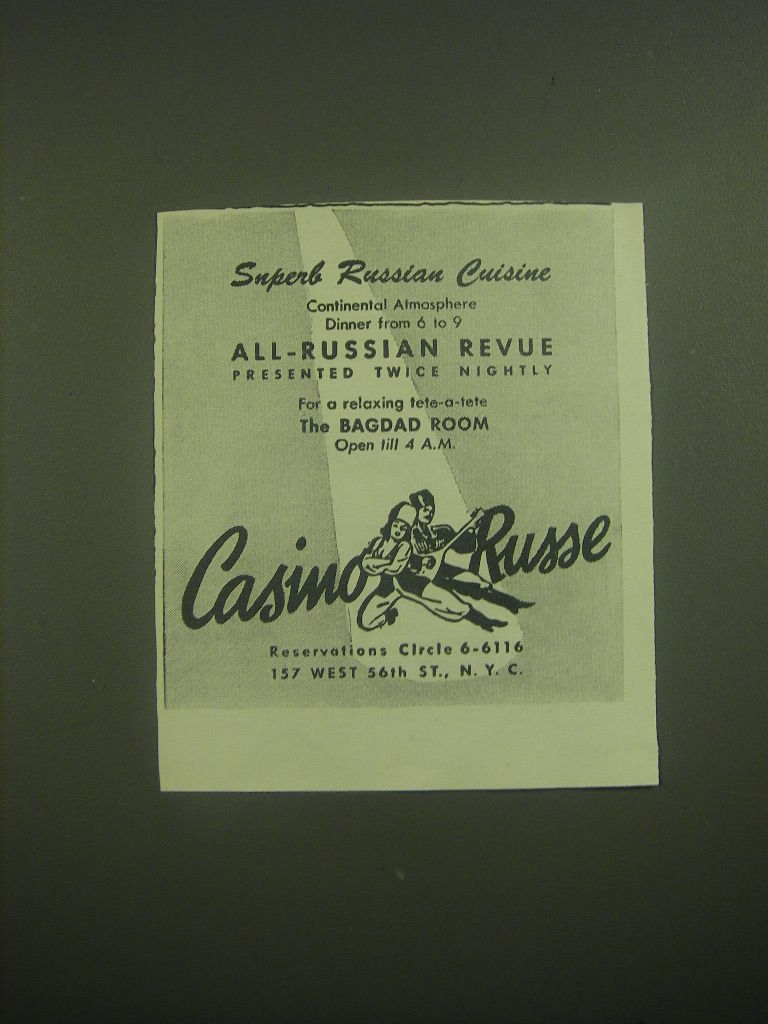 Superb Russian Cuisine
Continental Atmosphere
Dinner from 6 to 9
ALL-RUSSIAN REVUE
PRESENTED TWICE NIGHTLY
For a relaxing tete-a-tete
The BAGDAD ROOM
Open till 4 A.M.
Casino Russe
Reservations CIrcle 6-6116
157 WEST 56th ST., N. Y. C.